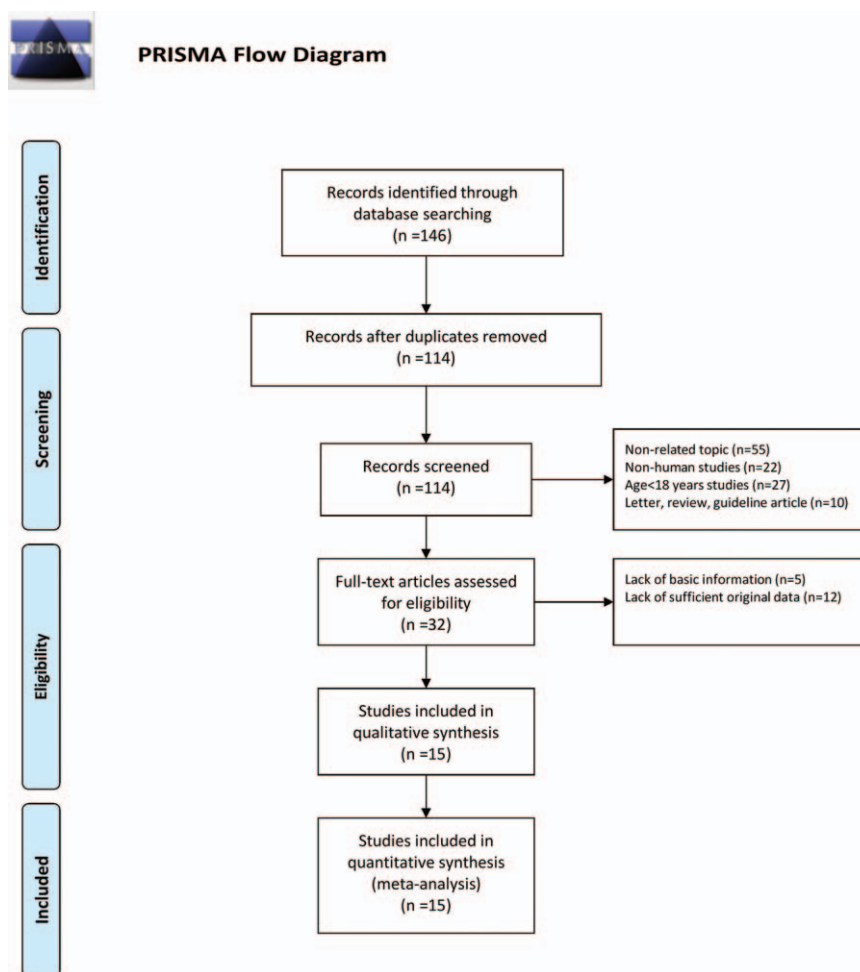 PRISMA
PRISMA Flow Diagram
Identification
Records identified through
database searching
(n =146)
Screening
Records after duplicates removed
(n =114)
Records screened
(n =114)
Non-related topic (n=55)
Non-human studies (n=22)
Age<18 years studies (n=27)
Letter, review, guideline article (n=10)
Eligibility
Full-text articles assessed
for eligibility
(n =32)
Lack of basic information (n=5)
Lack of sufficient original data (n=12)
Studies included in
qualitative synthesis
(n =15)
Included
Studies included in
quantitative synthesis
(meta-analysis)
(n =15)